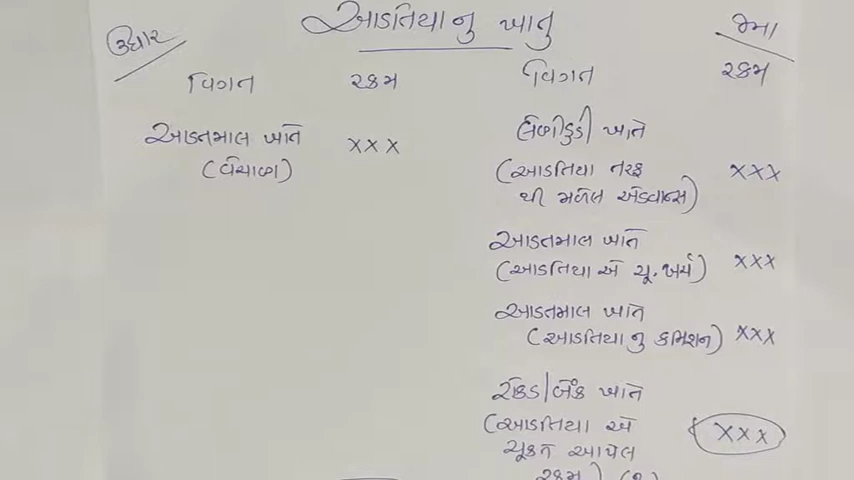 આડતિયાનુ ખાતુ
ઉધાર
જમા
વિગત રકમ વિગત રકમ
આડતમાલ ખાતે XXX
(વેચાણ)
લેણીહુંડી ખાતે
(આડતિયા તરફ XXX
થી મળેલ એડવાન્સ)
આડતમાલ ખાતે
(આડતિયા એ ચૂ. ખર્ચ) XXX
આડતમાલ ખાતે
(આડતિયાનુ કમિશન) XXX
રોકડ/બેંક ખાતે
(આડતિયા એ XXX
ચૂકતે આપેલ
રકમ)